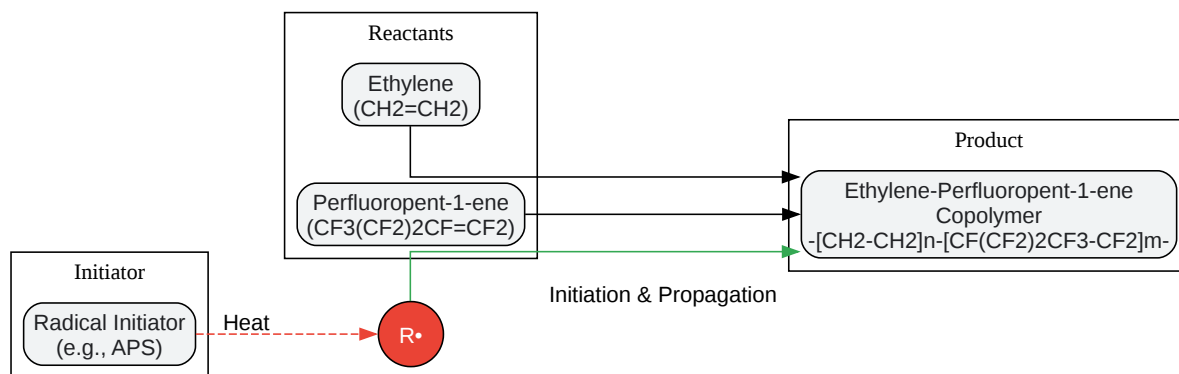 Reactants
Ethylene
(CH2=CH2)
Perfluoropent-1-ene
(CF3(CF2)2CF=CF2)
Product
Ethylene-Perfluoropent-1-ene
Copolymer
-[CH2-CH2]n-[CF(CF2)2CF3-CF2]m-
Initiator
Radical Initiator
(e.g., APS)
Heat
R•
Initiation & Propagation